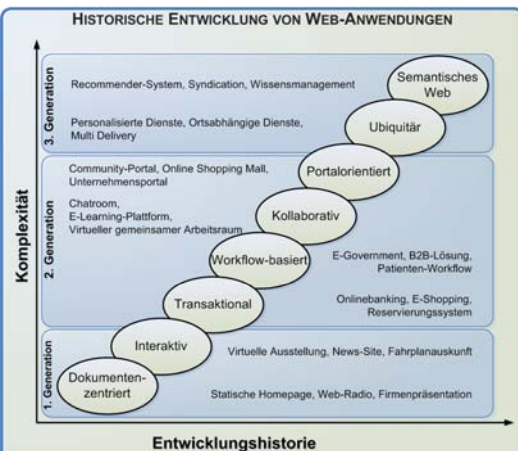 HISTORISCHE ENTWICKLUNG VON WEB-ANWENDUNGEN
Komplexität
3. Generation
Recommender-System, Syndication, Wissensmanagement
Semantisches
Web
Personalisierte Dienste, Ortsabhängige Dienste,
Multi Delivery
Ubiquitär
2. Generation
Community-Portal, Online Shopping Mall,
Unternehmensportal
Portalorientiert
Chatroom,
E-Learning-Plattform,
Virtueller gemeinsamer Arbeitsraum
Kollaborativ
Workflow-basiert
E-Government, B2B-Lösung,
Patienten-Workflow
Transaktional
Onlinebanking, E-Shopping,
Reservierungssystem
1. Generation
Interaktiv
Virtuelle Ausstellung, News-Site, Fahrplanauskunft
Dokumenten-
zentriert
Statische Homepage, Web-Radio, Firmenpräsentation
Entwicklungshistorie